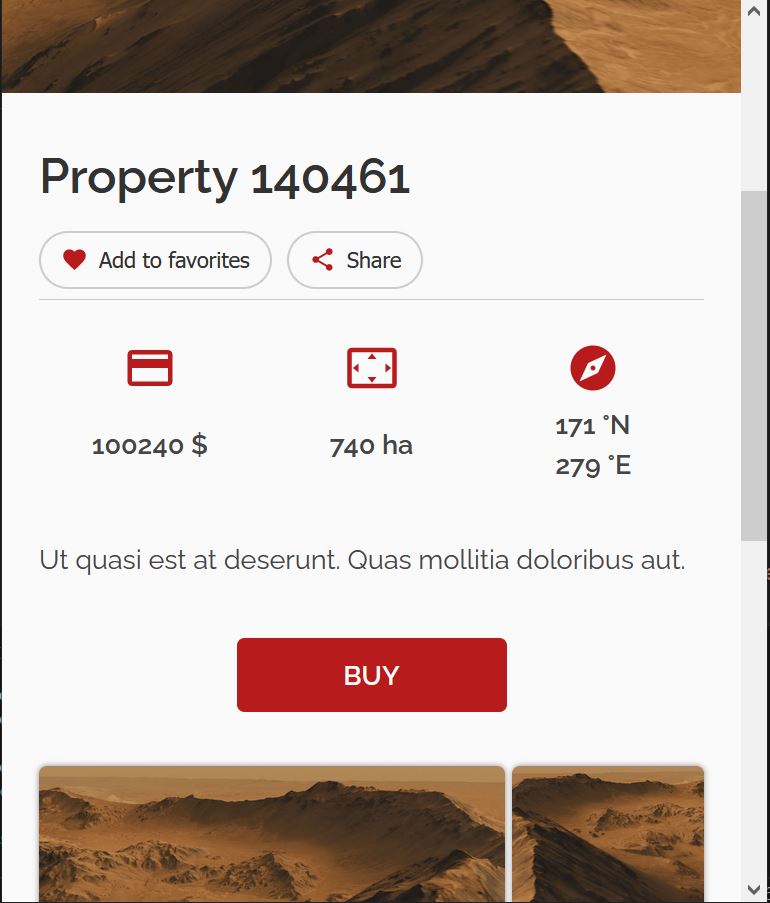 Property 140461
Add to favorites Share
100240 $ 740 ha 171 °N
279 °E
Ut quasi est at deserunt. Quas mollitia doloribus aut.
BUY